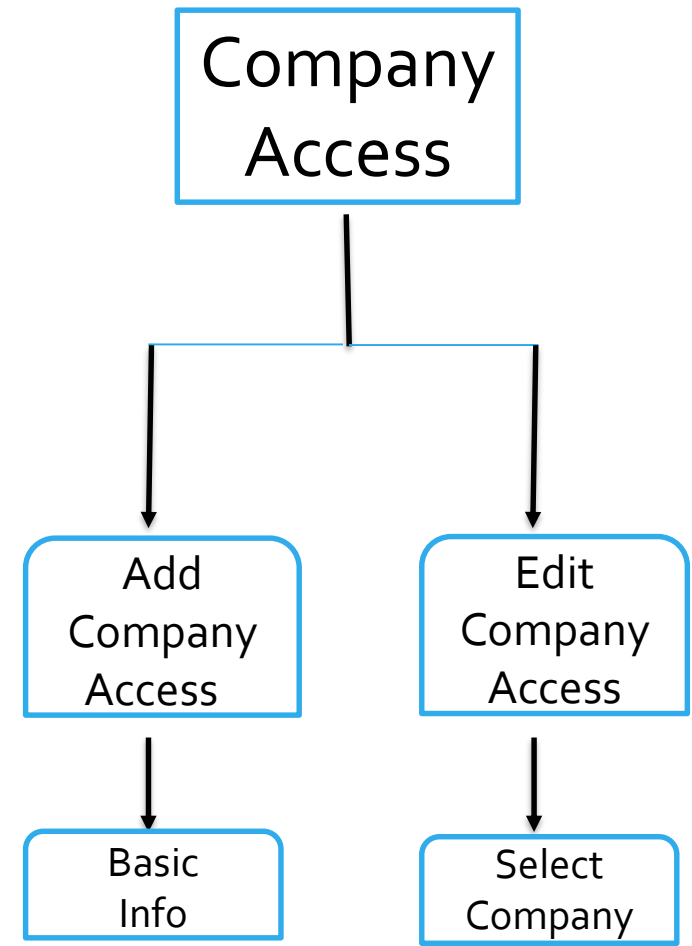 Company
Access
Add
Company
Access
Edit
Company
Access
Basic
Info
Select
Company